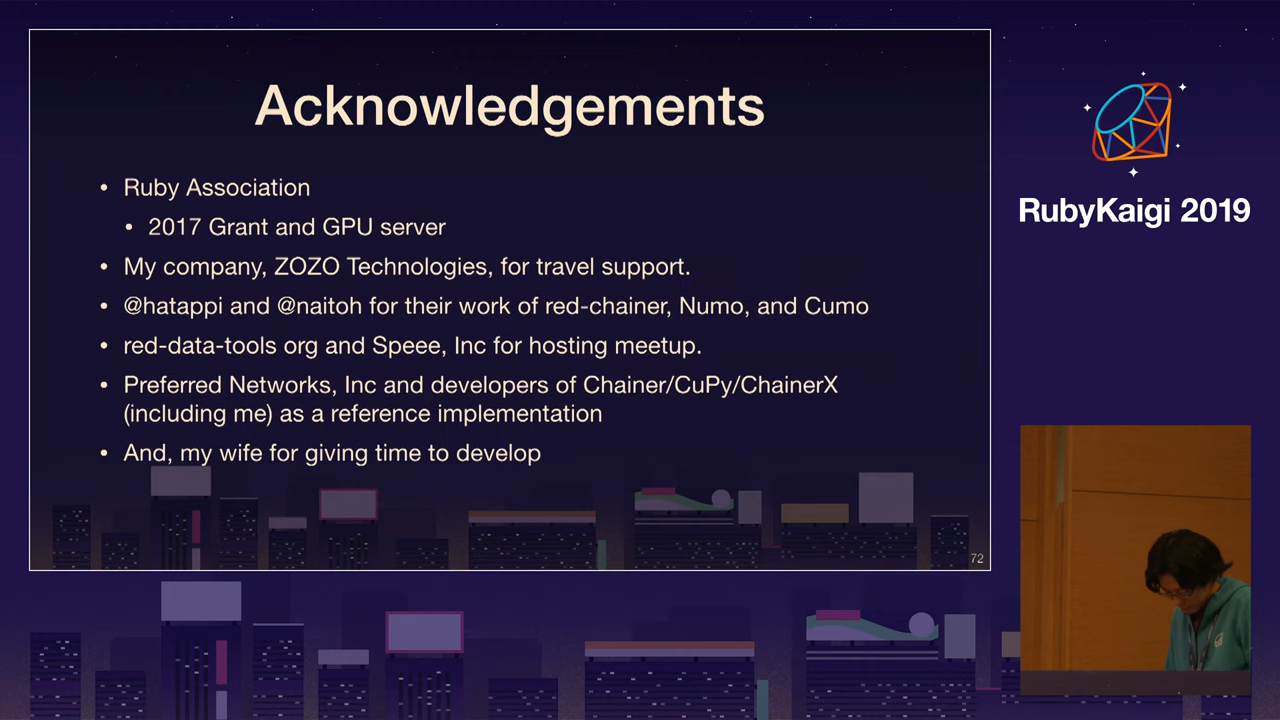 Acknowledgements
• Ruby Association
• 2017 Grant and GPU server
• My company, ZOZO Technologies, for travel support.
• @hatappi and @naitoh for their work of red-chainer, Numo, and Cumo
• red-data-tools org and Speee, Inc for hosting meetup.
• Preferred Networks, Inc and developers of Chainer/CuPy/ChainerX
(including me) as a reference implementation
• And, my wife for giving time to develop
72
RubyKaigi 2019